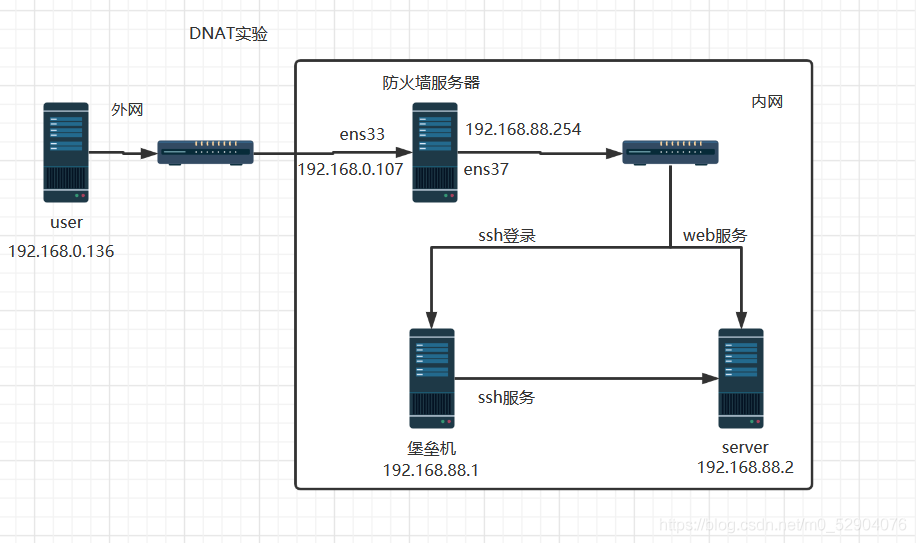 DNAT实验
防火墙服务器
内网
外网
ens33
192.168.88.254
192.168.0.107
ens37
user
192.168.0.136
ssh登录
web服务
ssh服务
堡垒机
192.168.88.1
server
192.168.88.2
https://blog.csdn.net/m0_52904076